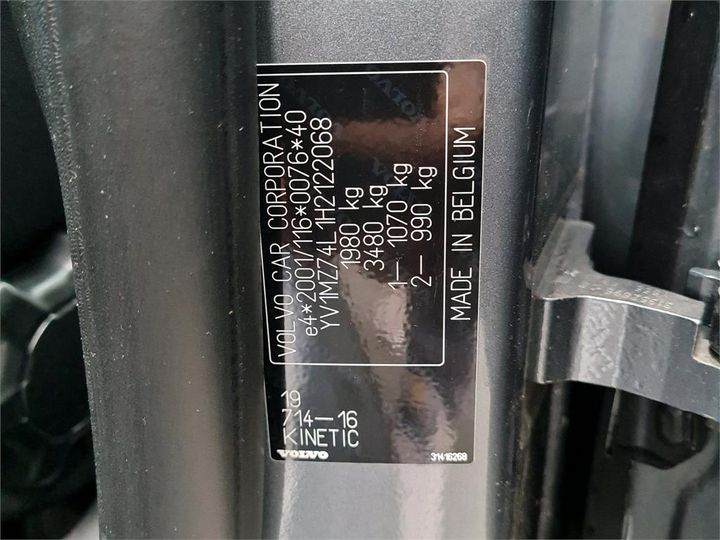 VOLVO CAR CORPORATION
e4*2001/116*0076*40
YV1MZ74L1H2122068
1980 kg
3480 kg
1– 1070 kg
2– 990 kg
MADE IN BELGIUM
19
714–16
KINETIC
VOLVO
31416268